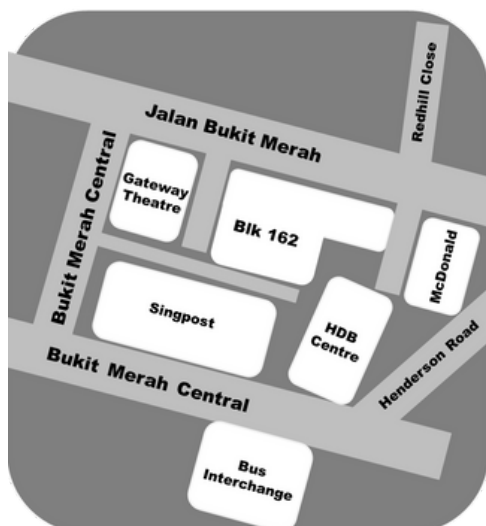 Redhill Close
Jalan Bukit Merah
Bukit Merah Central
Gateway
Theatre
Blk 162
McDonald
Singpost
HDB
Centre
Henderson Road
Bukit Merah Central
Bus
Interchange